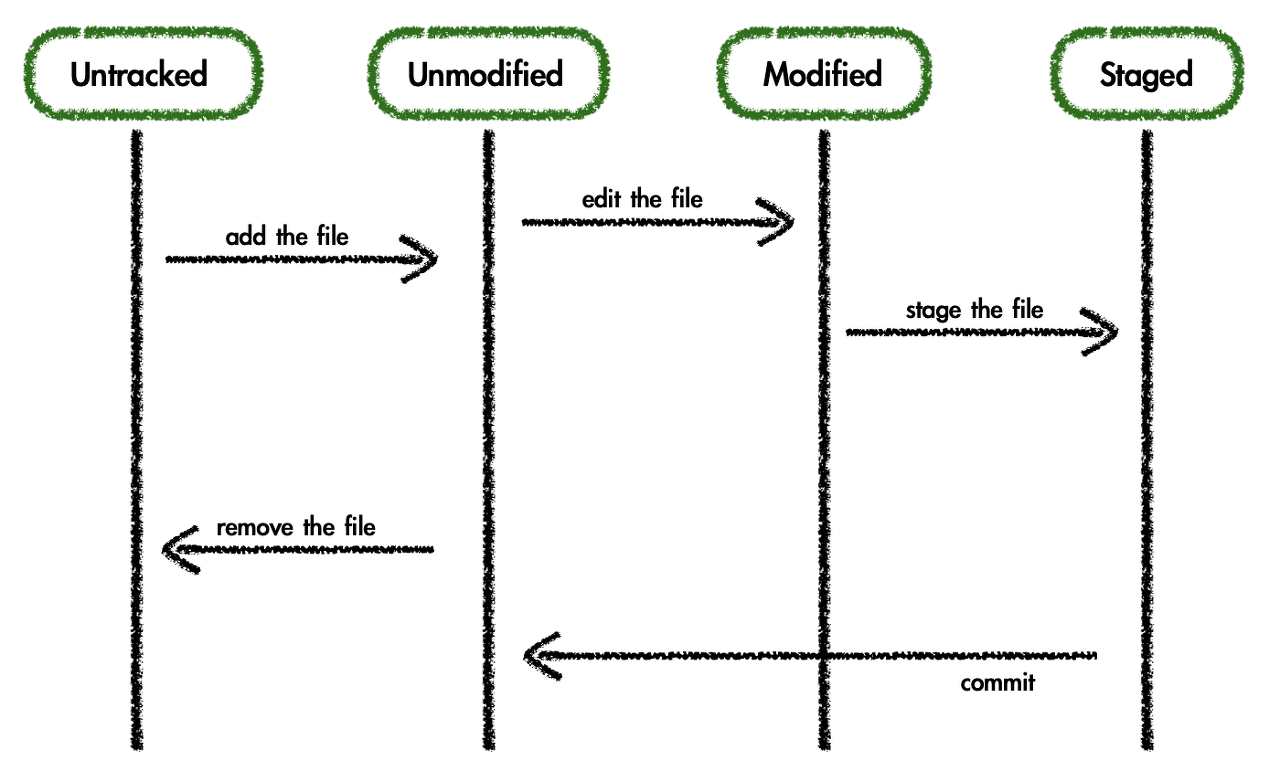 Untracked
Unmodified
Modified
Staged
edit the file
add the file
stage the file
remove the file
commit